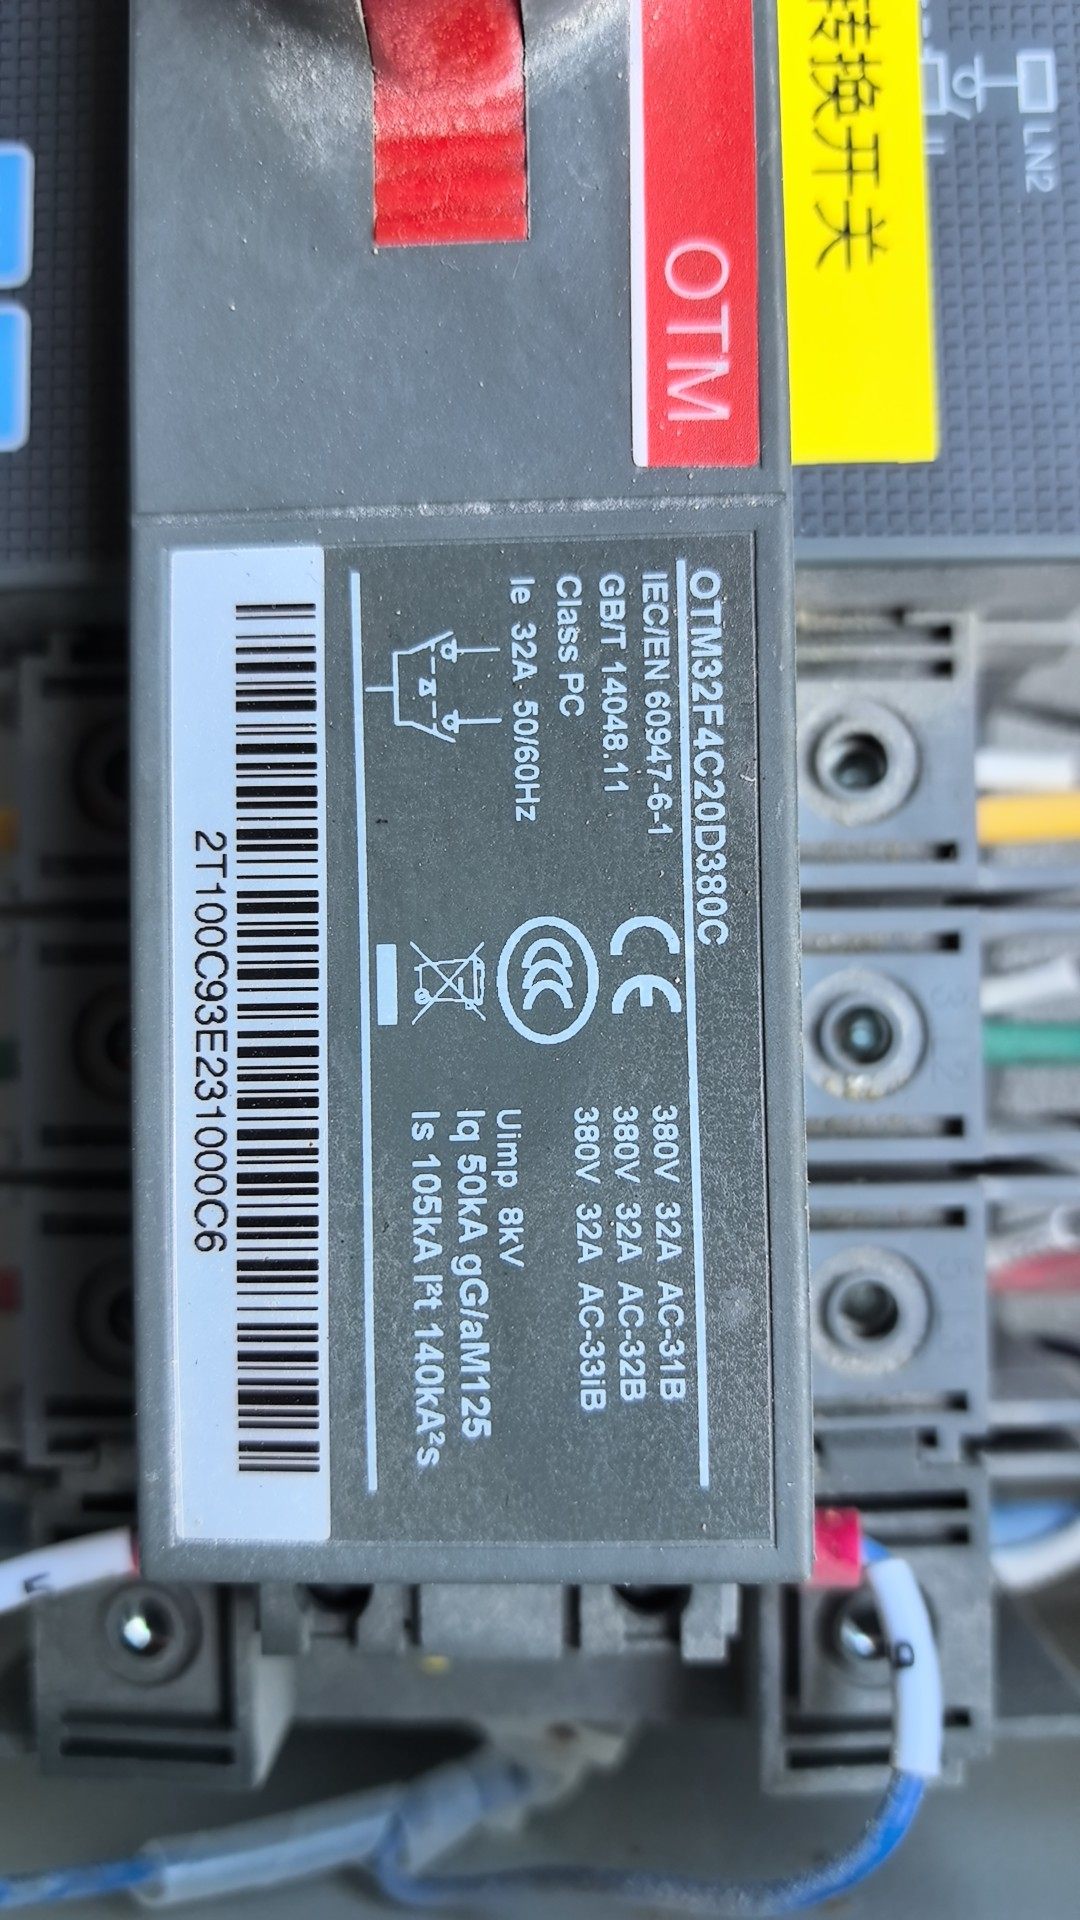 转换开关
LN2
OTM
OTM32F4C20D380C
IEC/EN 60947-6-1
GB/T 14048.11
Class PC
Ie 32A 50/60Hz
CE
CCC
380V 32A AC-31B
380V 32A AC-32B
380V 32A AC-33iB
Uimp 8kV
Iq 50kA gG/aM125
Is 105kA I²t 140kA²s
2T100C93E231000C6